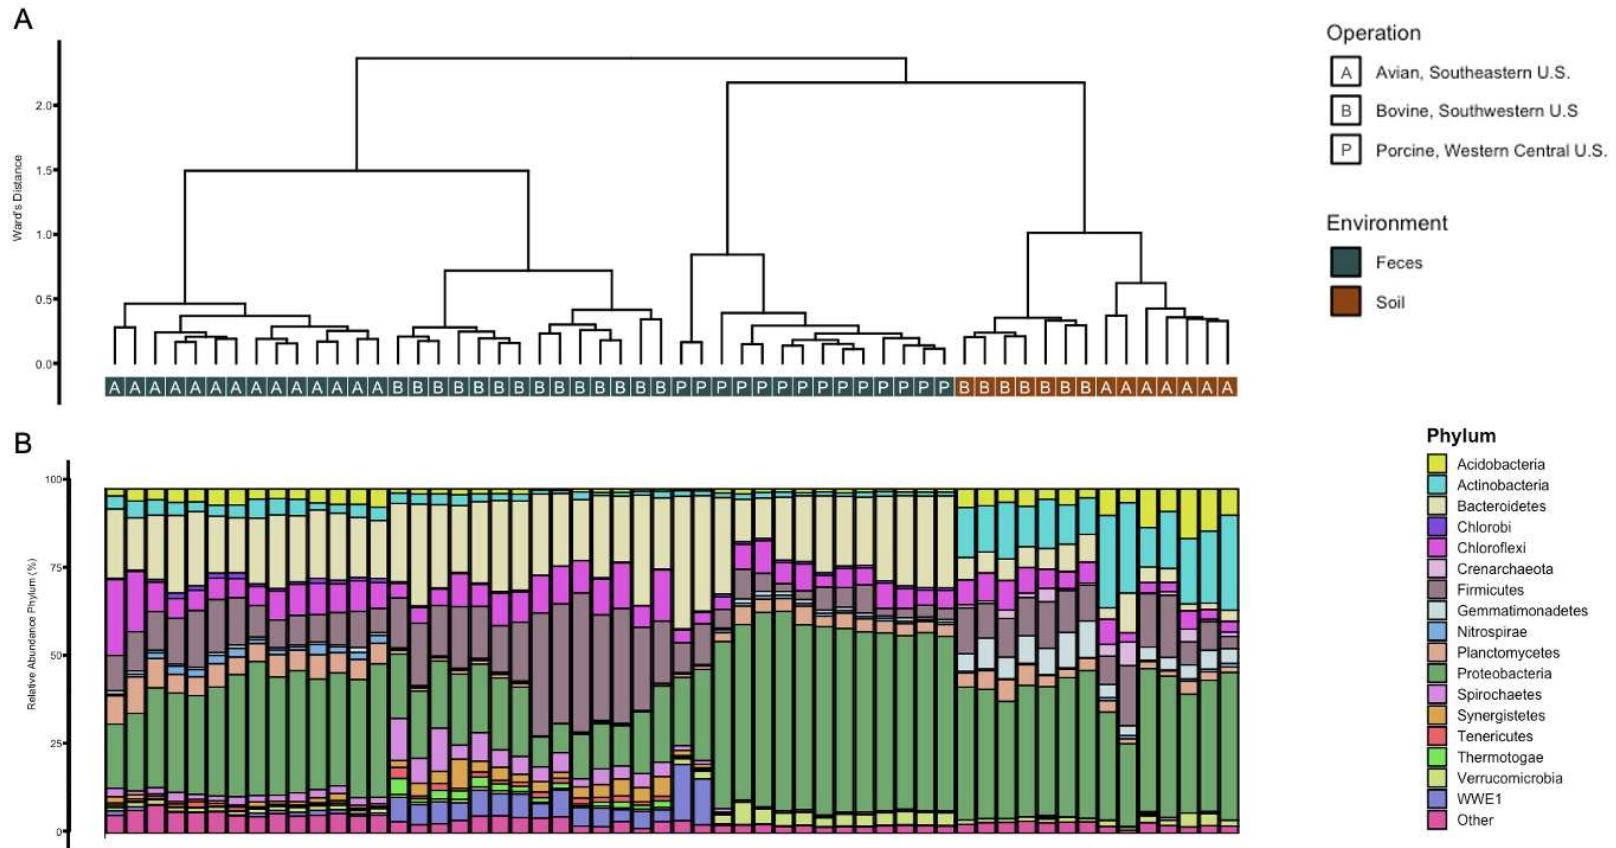 A
Ward's Distance
2.0
1.5
1.0
0.5
0.0
A A A A A A A A A A A A A A B B B B B B B B B B B B B B P P P P P P P P P P P P P P B B B B B B B A A A A A A A
Operation
A Avian, Southeastern U.S.
B Bovine, Southwestern U.S
P Porcine, Western Central U.S.
Environment
Feces
Soil
B
Relative Abundance Phylum (%)
100
75
50
25
0
Phylum
Acidobacteria
Actinobacteria
Bacteroidetes
Chlorobi
Chloroflexi
Crenarchaeota
Firmicutes
Gemmatimonadetes
Nitrospirae
Planctomycetes
Proteobacteria
Spirochaetes
Synergistetes
Tenericutes
Thermotogae
Verrucomicrobia
WWE1
Other